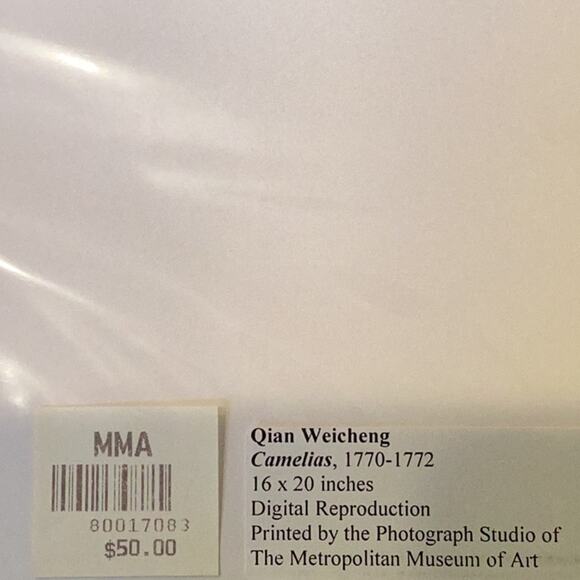 MMA
80017083
$50.00
Qian Weicheng
Camelias, 1770-1772
16 x 20 inches
Digital Reproduction
Printed by the Photograph Studio of
The Metropolitan Museum of Art